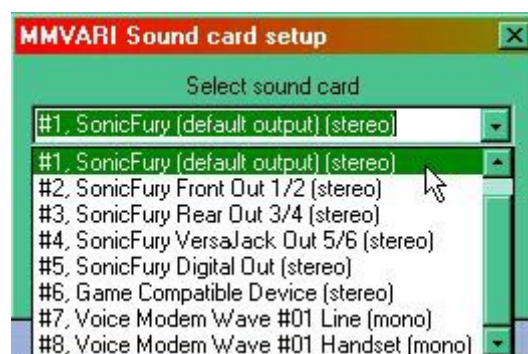 MMVARI Sound card setup
Select sound card
#1, SonicFury (default output) (stereo)
#1, SonicFury (default output) (stereo)
#2, SonicFury Front Out 1/2 (stereo)
#3, SonicFury Rear Out 3/4 (stereo)
#4, SonicFury VersaJack Out 5/6 (stereo)
#5, SonicFury Digital Out (stereo)
#6, Game Compatible Device (stereo)
#7, Voice Modem Wave #01 Line (mono)
#8, Voice Modem Wave #01 Handset (mono)